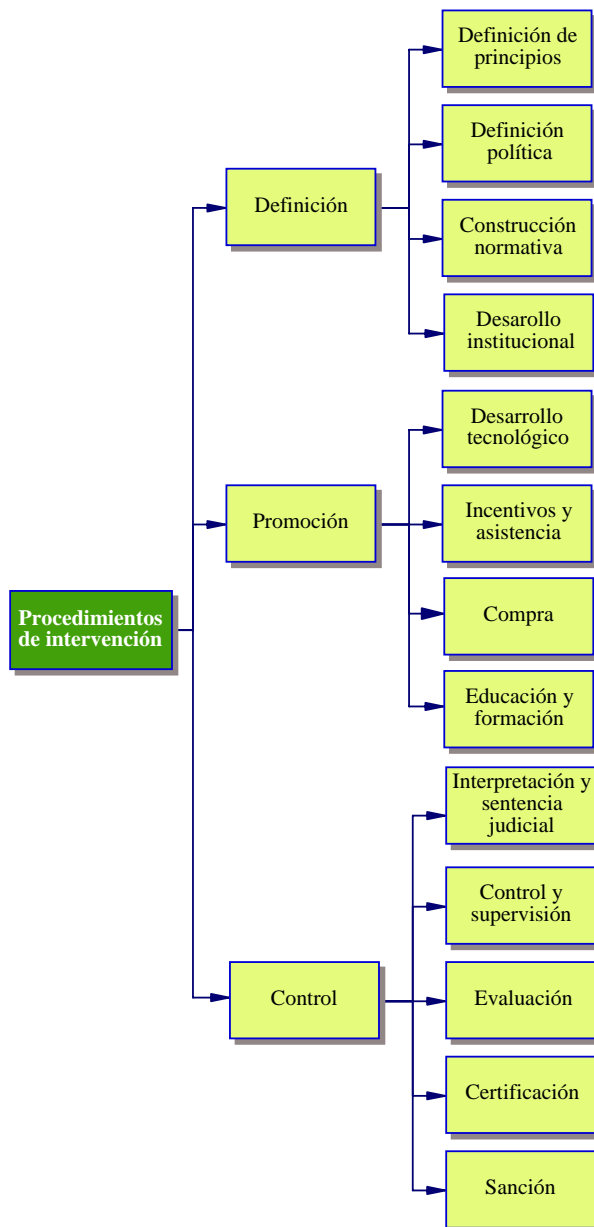 Procedimientos
de intervención
Definición
Definición de
principios
Definición
política
Construcción
normativa
Desarollo
institucional
Promoción
Desarrollo
tecnológico
Incentivos y
asistencia
Compra
Educación y
formación
Control
Interpretación y
sentencia
judicial
Control y
supervisión
Evaluación
Certificación
Sanción